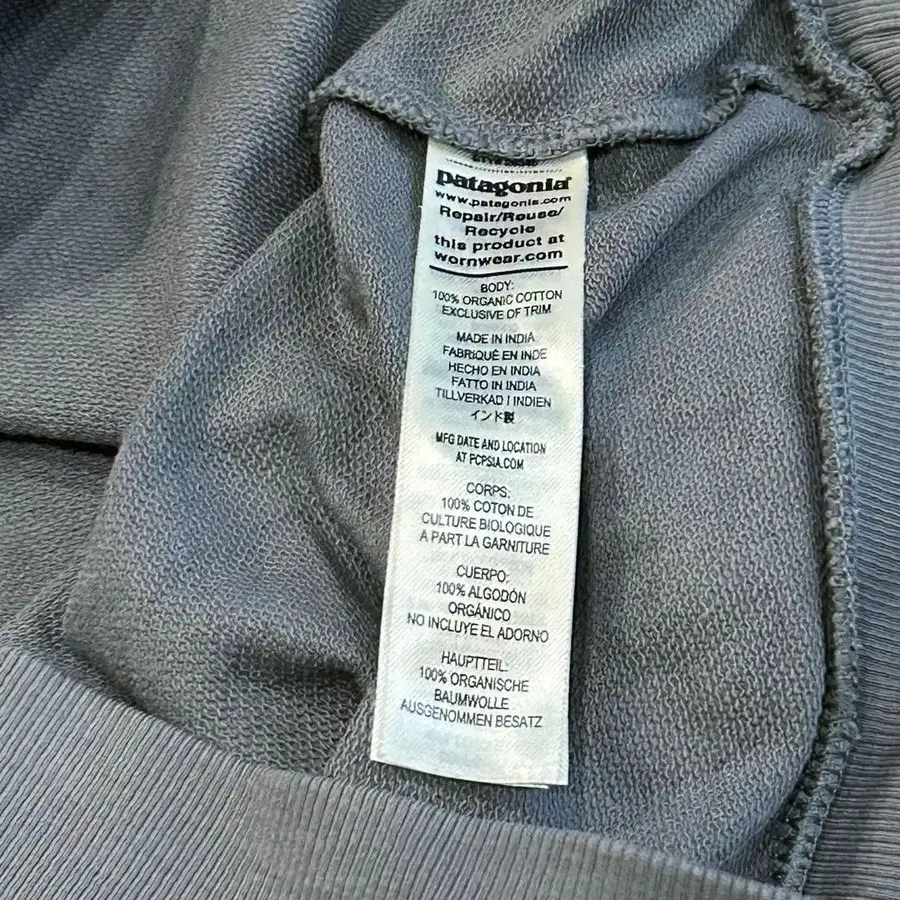 patagonia®
www.patagonia.com
Repair/Reuse/
Recycle
this product at
wornwear.com
BODY:
100% ORGANIC COTTON
EXCLUSIVE OF TRIM
MADE IN INDIA
FABRIQUÉ EN INDE
HECHO EN INDIA
FATTO IN INDIA
TILLVERKAD I INDIEN
インド製
MFG DATE AND LOCATION
AT PCPSIA.COM
CORPS:
100% COTON DE
CULTURE BIOLOGIQUE
A PART LA GARNITURE
CUERPO:
100% ALGODÓN
ORGÁNICO
NO INCLUYE EL ADORNO
HAUPTTEIL:
100% ORGANISCHE
BAUMWOLLE
AUSGENOMMEN BESATZ